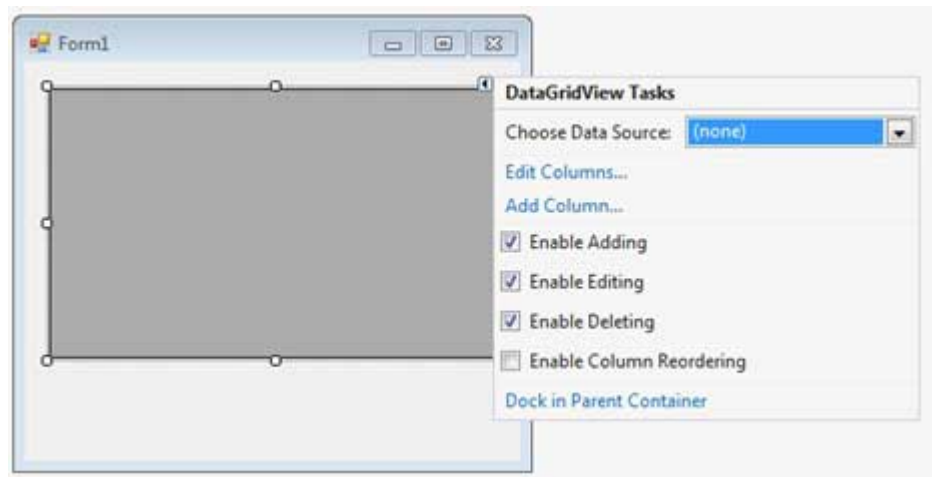 Form1
DataGridView Tasks
Choose Data Source: (none)
Edit Columns...
Add Column...
Enable Adding
Enable Editing
Enable Deleting
Enable Column Reordering
Dock in Parent Container